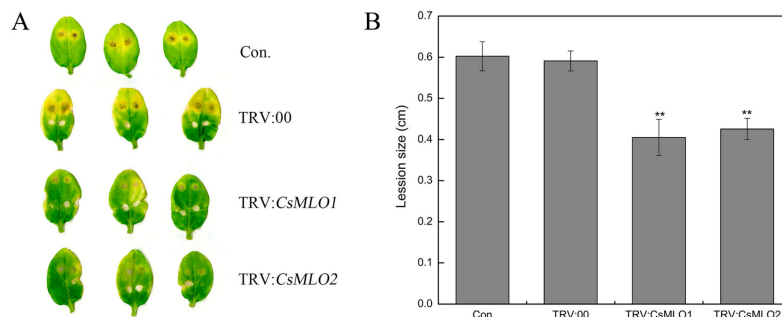 A
Con.
TRV:00
TRV:CsMLO1
TRV:CsMLO2
B
Lession size (cm)
0.7
0.6
0.5
0.4
0.3
0.2
0.1
0.0
**
**
Con.
TRV:00
TRV:CsMLO1
TRV:CsMLO2